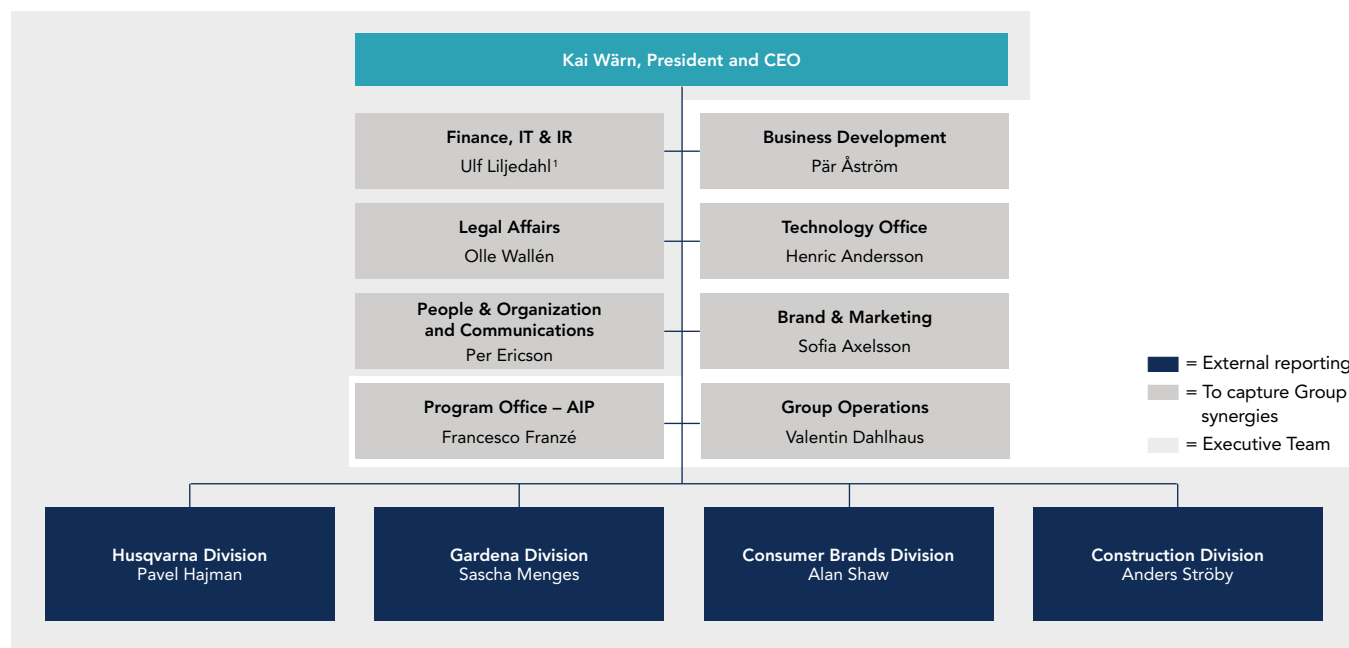 Kai Wärn, President and CEO
Finance, IT & IR
Ulf Liljedahl¹
Business Development
Pär Åström
Legal Affairs
Olle Wallén
Technology Office
Henric Andersson
People & Organization
and Communications
Per Ericson
Brand & Marketing
Sofia Axelsson
Program Office – AIP
Francesco Franzé
Group Operations
Valentin Dahlhaus
= External reporting
= To capture Group
synergies
= Executive Team
Husqvarna Division
Pavel Hajman
Gardena Division
Sascha Menges
Consumer Brands Division
Alan Shaw
Construction Division
Anders Ströby